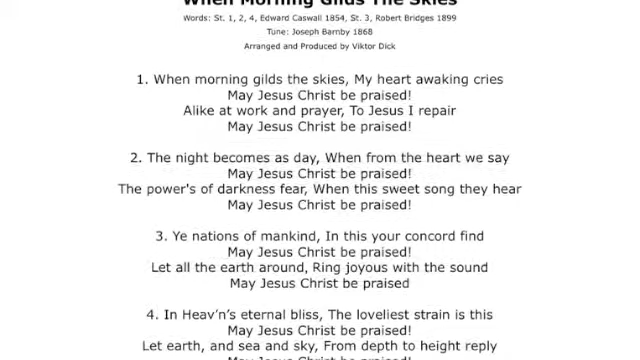 When Morning Gilds The Skies
Words: St. 1, 2, 4, Edward Caswall 1854, St. 3, Robert Bridges 1899
Tune: Joseph Barnby 1868
Arranged and Produced by Viktor Dick
1. When morning gilds the skies, My heart awaking cries
May Jesus Christ be praised!
Alike at work and prayer, To Jesus I repair
May Jesus Christ be praised!
2. The night becomes as day, When from the heart we say
May Jesus Christ be praised!
The power's of darkness fear, When this sweet song they hear
May Jesus Christ be praised!
3. Ye nations of mankind, In this your concord find
May Jesus Christ be praised!
Let all the earth around, Ring joyous with the sound
May Jesus Christ be praised
4. In Heav’n’s eternal bliss, The loveliest strain is this
May Jesus Christ be praised!
Let earth, and sea and sky, From depth to height reply
May Jesus Christ be praised!